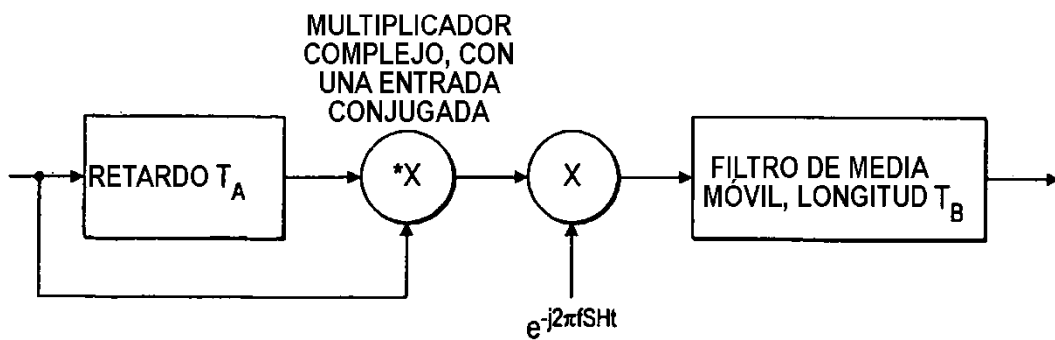 MULTIPLICADOR
COMPLEJO, CON
UNA ENTRADA
CONJUGADA
RETARDO T_A
*X
X
FILTRO DE MEDIA
MÓVIL, LONGITUD T_B
e^-j2πfSHt